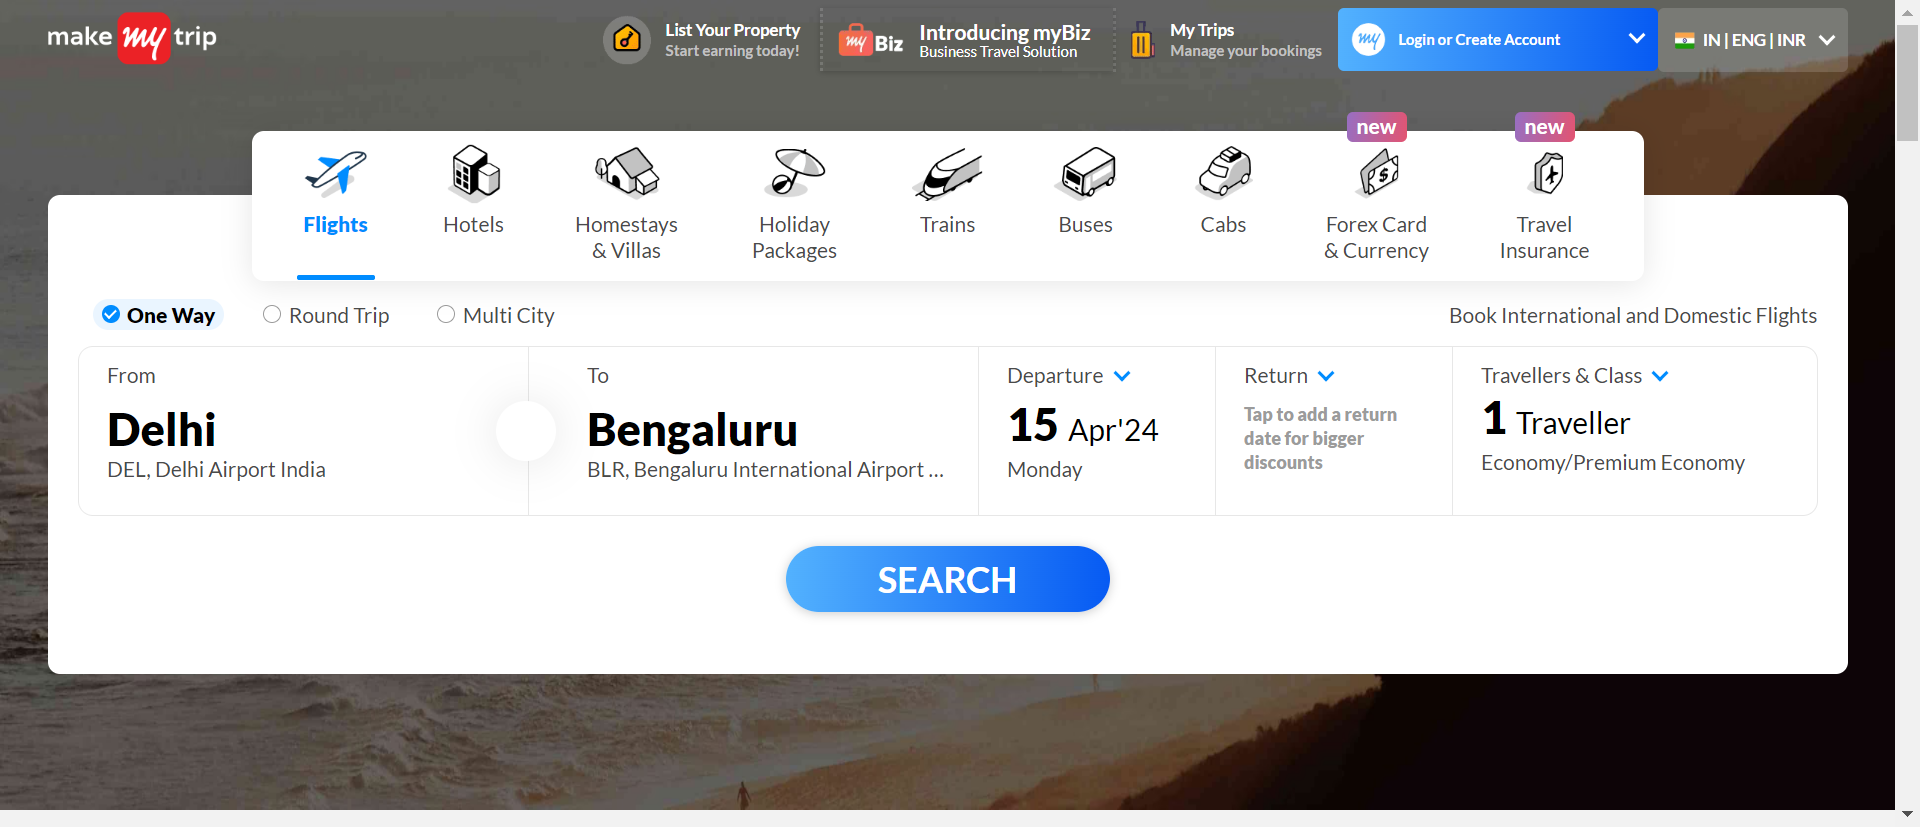 make my trip
List Your Property
Start earning today!
my Biz
Introducing myBiz
Business Travel Solution
My Trips
Manage your bookings
my
Login or Create Account
IN | ENG | INR
new
new
Flights
Hotels
Homestays
& Villas
Holiday
Packages
Trains
Buses
Cabs
Forex Card
& Currency
Travel
Insurance
One Way
Round Trip
Multi City
Book International and Domestic Flights
From
Delhi
DEL, Delhi Airport India
To
Bengaluru
BLR, Bengaluru International Airport ...
Departure
15 Apr'24
Monday
Return
Tap to add a return
date for bigger
discounts
Travellers & Class
1 Traveller
Economy/Premium Economy
SEARCH